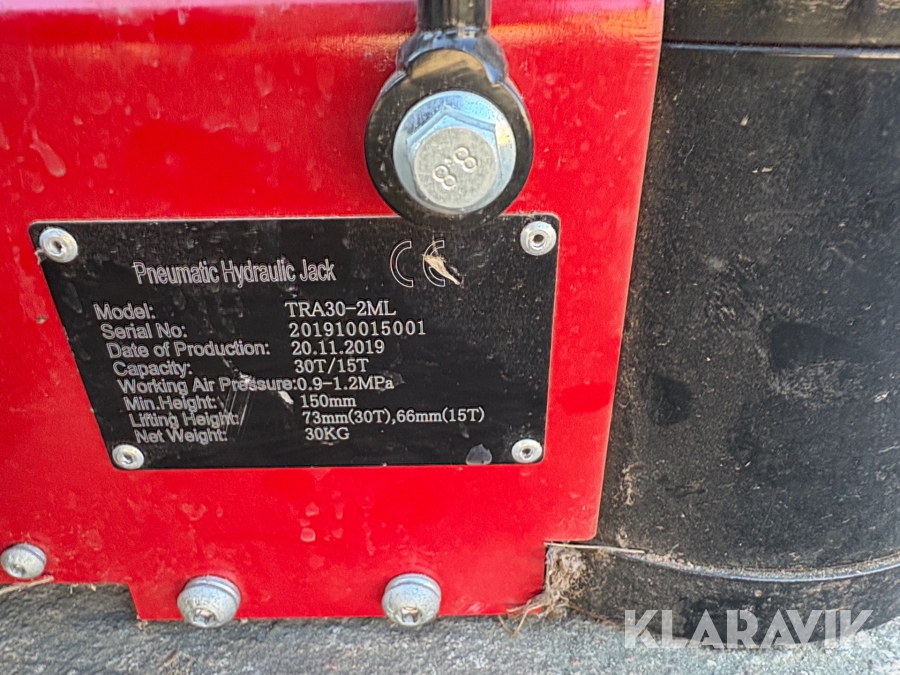 8.8
Pneumatic Hydraulic Jack CE
Model: TRA30-2ML
Serial No: 201910015001
Date of Production: 20.11.2019
Capacity: 30T/15T
Working Air Pressure:0.9-1.2MPa
Min.Height: 150mm
Lifting Height: 73mm(30T),66mm(15T)
Net Weight: 30KG
KLARAVIK